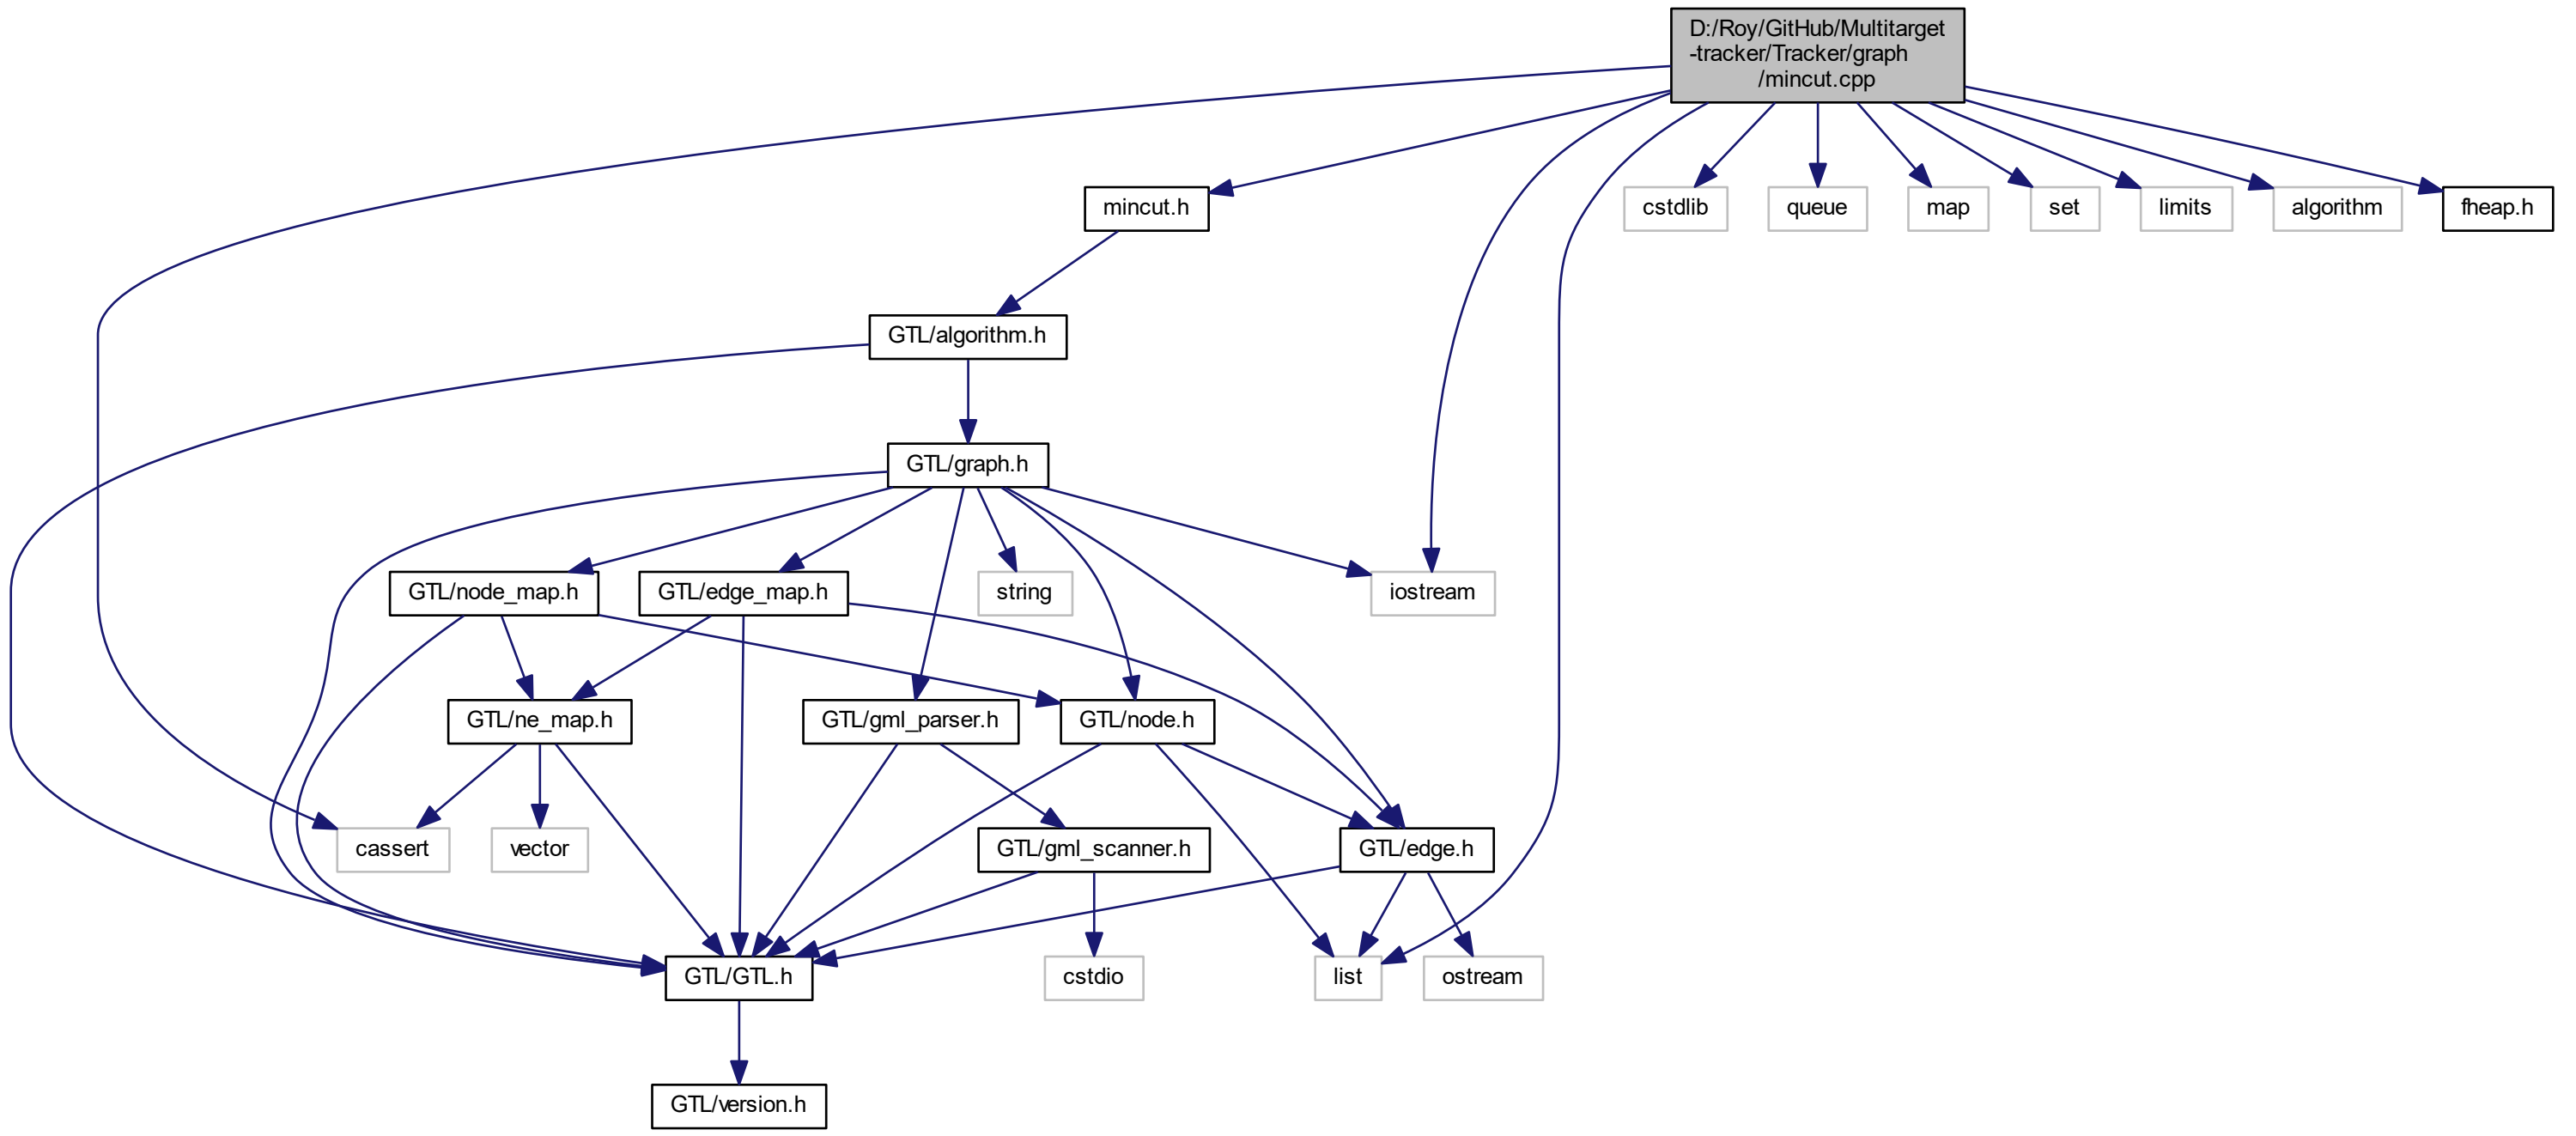 D:/Roy/GitHub/Multitarget
-tracker/Tracker/graph
/mincut.cpp
mincut.h
cstdlib
queue
map
set
limits
algorithm
fheap.h
GTL/algorithm.h
GTL/graph.h
GTL/node_map.h
GTL/edge_map.h
string
iostream
GTL/ne_map.h
GTL/gml_parser.h
GTL/node.h
cassert
vector
GTL/gml_scanner.h
GTL/edge.h
GTL/GTL.h
cstdio
list
ostream
GTL/version.h